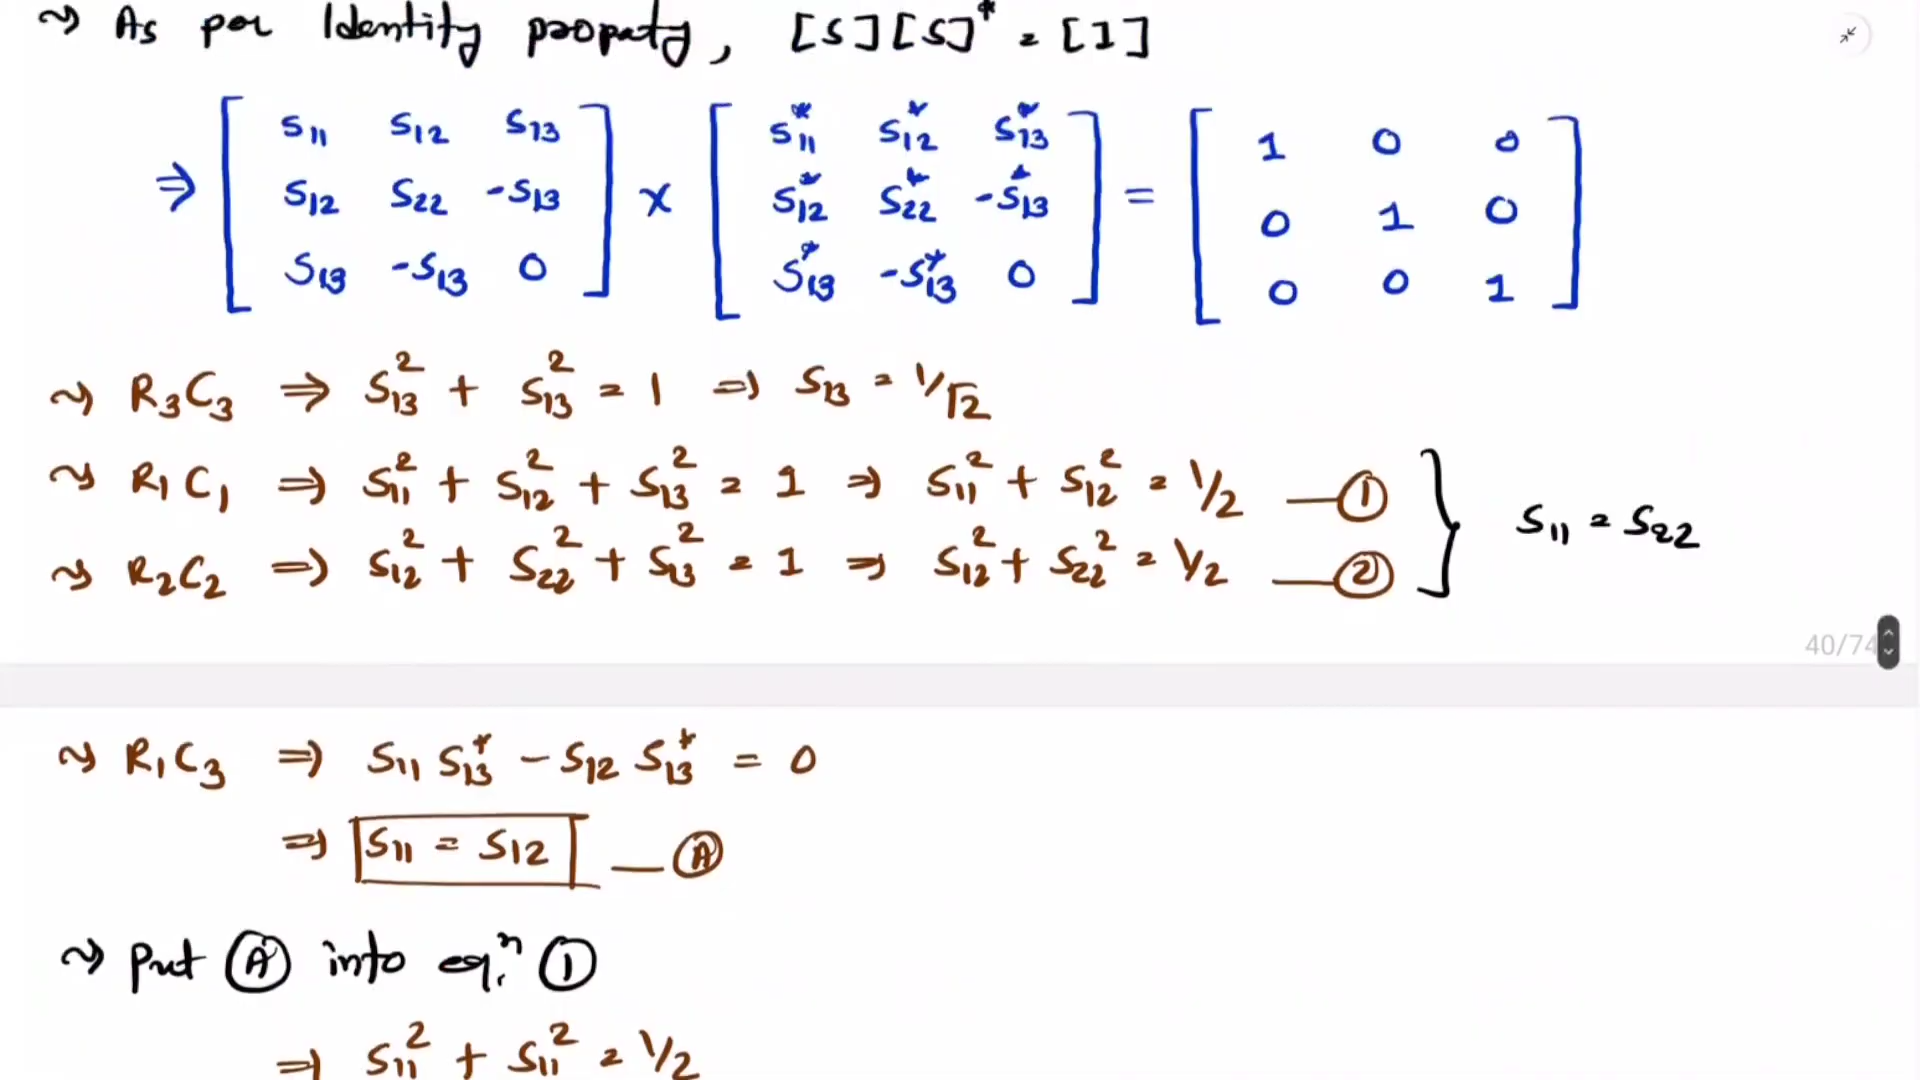 ~> As per Identity property, [S][S]* = [I]
=> [ S11 S12 S13 ] x [ S11* S12* S13* ] = [ 1 0 0 ]
[ S12 S22 -S13 ] [ S12* S22* -S13* ] [ 0 1 0 ]
[ S13 -S13 0 ] [ S13* -S13* 0 ] [ 0 0 1 ]
~> R3C3 => S13² + S13² = 1 => S13 = 1/√2
~> R1C1 => S11² + S12² + S13² = 1 => S11² + S12² = 1/2 —①
~> R2C2 => S12² + S22² + S13² = 1 => S12² + S22² = 1/2 —②
} S11 = S22
40/74
~> R1C3 => S11 S13* - S12 S13* = 0
=> S11 = S12 —Ⓐ
~> Put Ⓐ into eq.ⁿ ①
=> S11² + S11² = 1/2